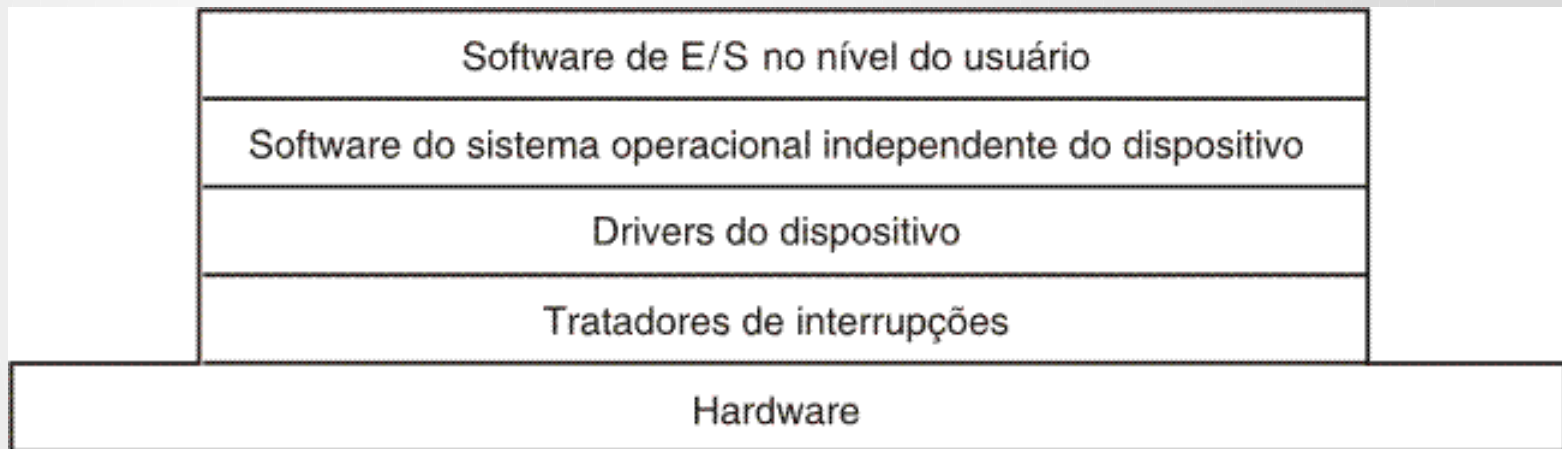 Software de E/S no nível do usuário
Software do sistema operacional independente do dispositivo
Drivers do dispositivo
Tratadores de interrupções
Hardware